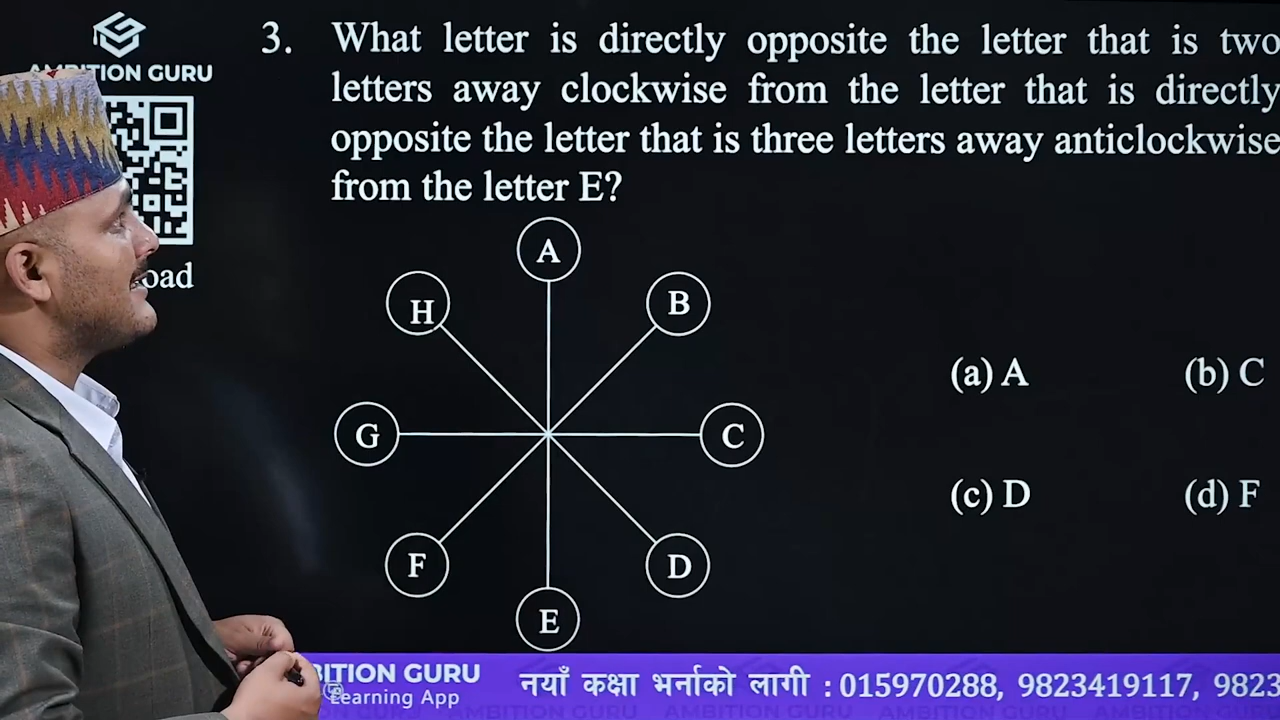 AMBITION GURU
3. What letter is directly opposite the letter that is two
letters away clockwise from the letter that is directly
opposite the letter that is three letters away anticlockwise
from the letter E?
oad
A
H
B
G
C
F
D
E
(a) A
(b) C
(c) D
(d) F
BITION GURU
Learning App
नयाँ कक्षा भर्नाको लागी : 015970288, 9823419117, 9823